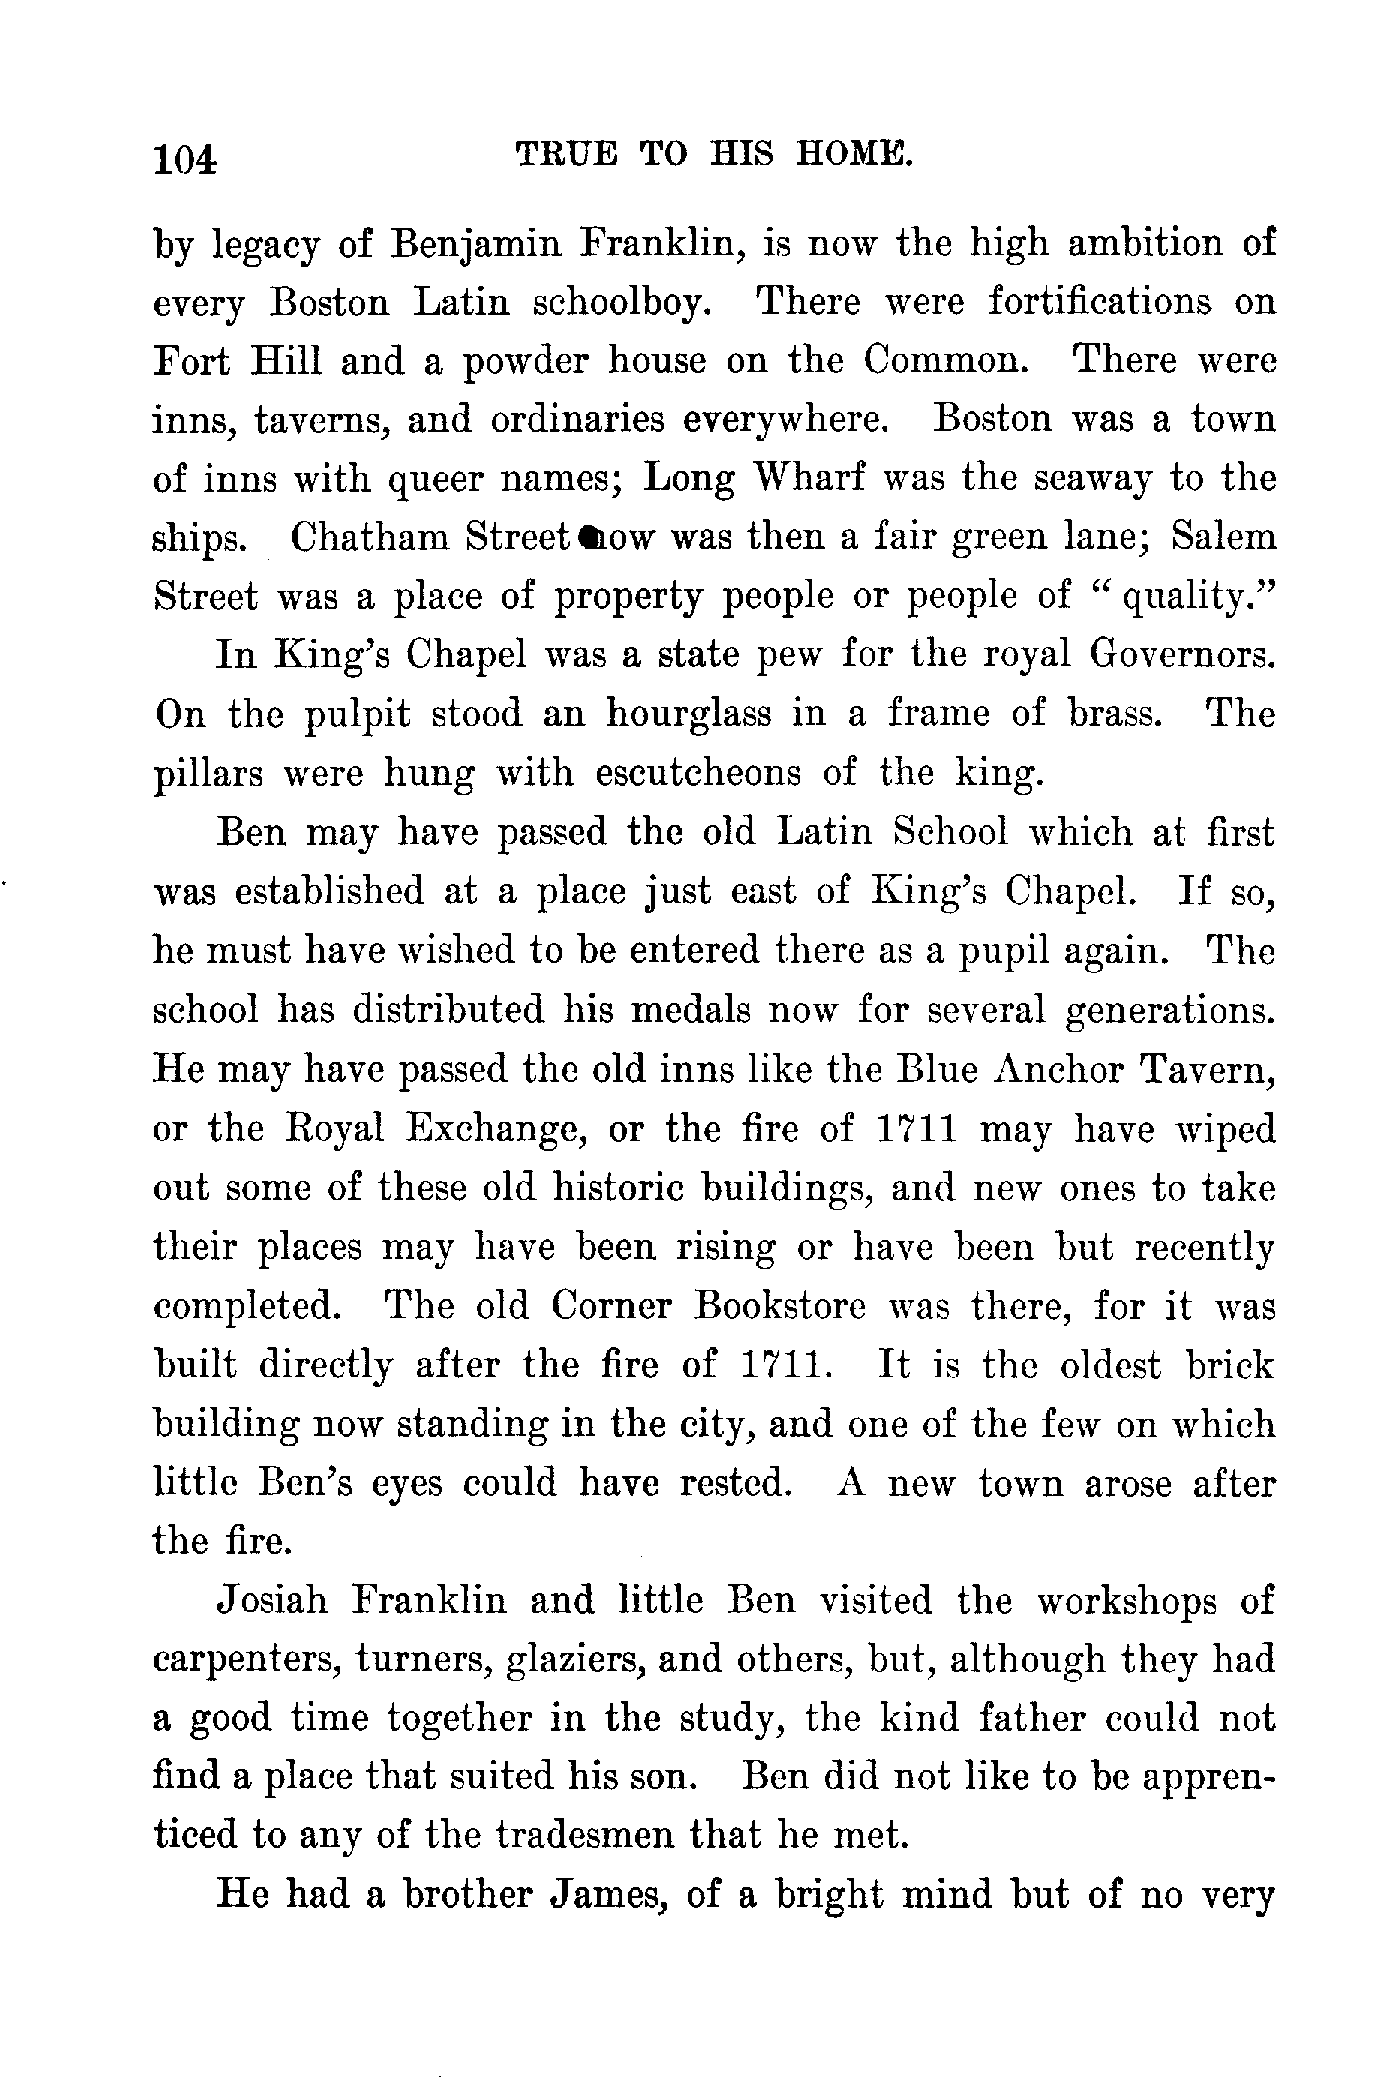 104 TRUE TO HIS HOME.
by legacy of Benjamin Franklin, is now the high ambition of
every Boston Latin schoolboy. There were fortifications on
Fort Hill and a powder house on the Common. There were
inns, taverns, and ordinaries everywhere. Boston was a town
of inns with queer names; Long Wharf was the seaway to the
ships. Chatham Street now was then a fair green lane; Salem
Street was a place of property people or people of “ quality.”
In King’s Chapel was a state pew for the royal Governors.
On the pulpit stood an hourglass in a frame of brass. The
pillars were hung with escutcheons of the king.
Ben may have passed the old Latin School which at first
was established at a place just east of King’s Chapel. If so,
he must have wished to be entered there as a pupil again. The
school has distributed his medals now for several generations.
He may have passed the old inns like the Blue Anchor Tavern,
or the Royal Exchange, or the fire of 1711 may have wiped
out some of these old historic buildings, and new ones to take
their places may have been rising or have been but recently
completed. The old Corner Bookstore was there, for it was
built directly after the fire of 1711. It is the oldest brick
building now standing in the city, and one of the few on which
little Ben’s eyes could have rested. A new town arose after
the fire.
Josiah Franklin and little Ben visited the workshops of
carpenters, turners, glaziers, and others, but, although they had
a good time together in the study, the kind father could not
find a place that suited his son. Ben did not like to be appren-
ticed to any of the tradesmen that he met.
He had a brother James, of a bright mind but of no very